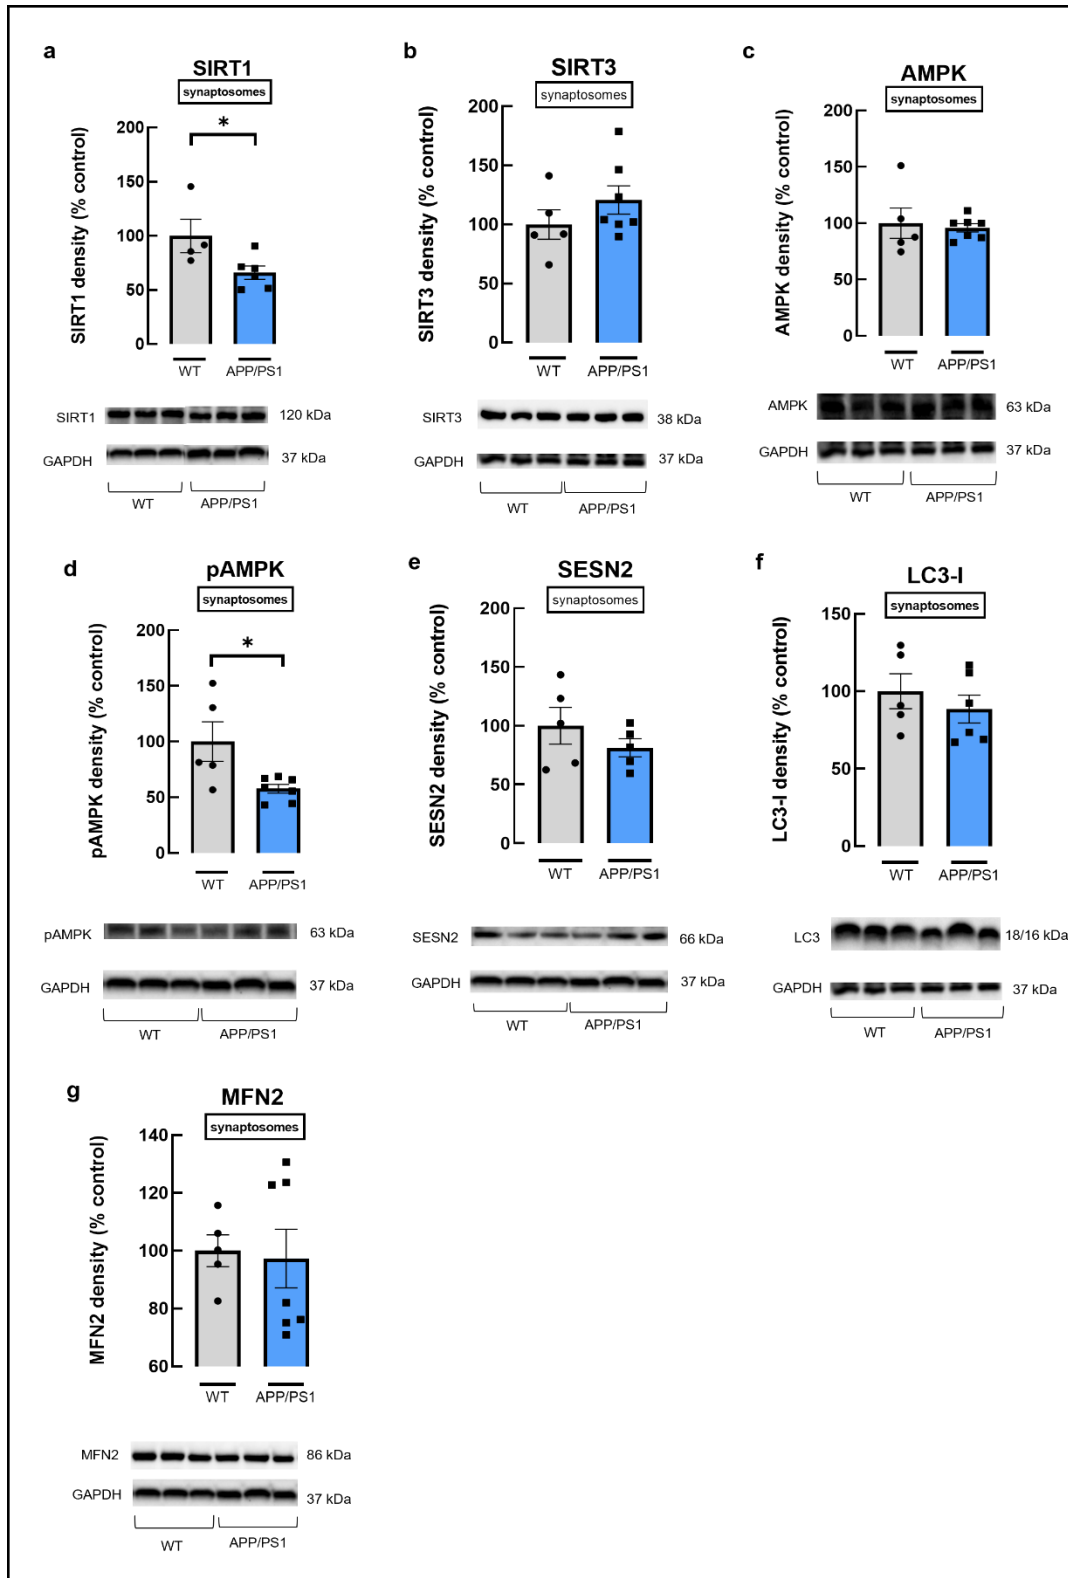 a
SIRT1
synaptosomes
SIRT1 density (% control)
200
150
100
50
0
*
WT APP/PS1
SIRT1 120 kDa
GAPDH 37 kDa
WT APP/PS1
b
SIRT3
synaptosomes
SIRT3 density (% control)
200
150
100
50
0
WT APP/PS1
SIRT3 38 kDa
GAPDH 37 kDa
WT APP/PS1
c
AMPK
synaptosomes
AMPK density (% control)
200
150
100
50
0
WT APP/PS1
AMPK 63 kDa
GAPDH 37 kDa
WT APP/PS1
d
pAMPK
synaptosomes
pAMPK density (% control)
200
150
100
50
0
*
WT APP/PS1
pAMPK 63 kDa
GAPDH 37 kDa
WT APP/PS1
e
SESN2
synaptosomes
SESN2 density (% control)
200
150
100
50
0
WT APP/PS1
SESN2 66 kDa
GAPDH 37 kDa
WT APP/PS1
f
LC3-I
synaptosomes
LC3-I density (% control)
150
100
50
0
WT APP/PS1
LC3 18/16 kDa
GAPDH 37 kDa
WT APP/PS1
g
MFN2
synaptosomes
MFN2 density (% control)
140
120
100
80
60
WT APP/PS1
MFN2 86 kDa
GAPDH 37 kDa
WT APP/PS1